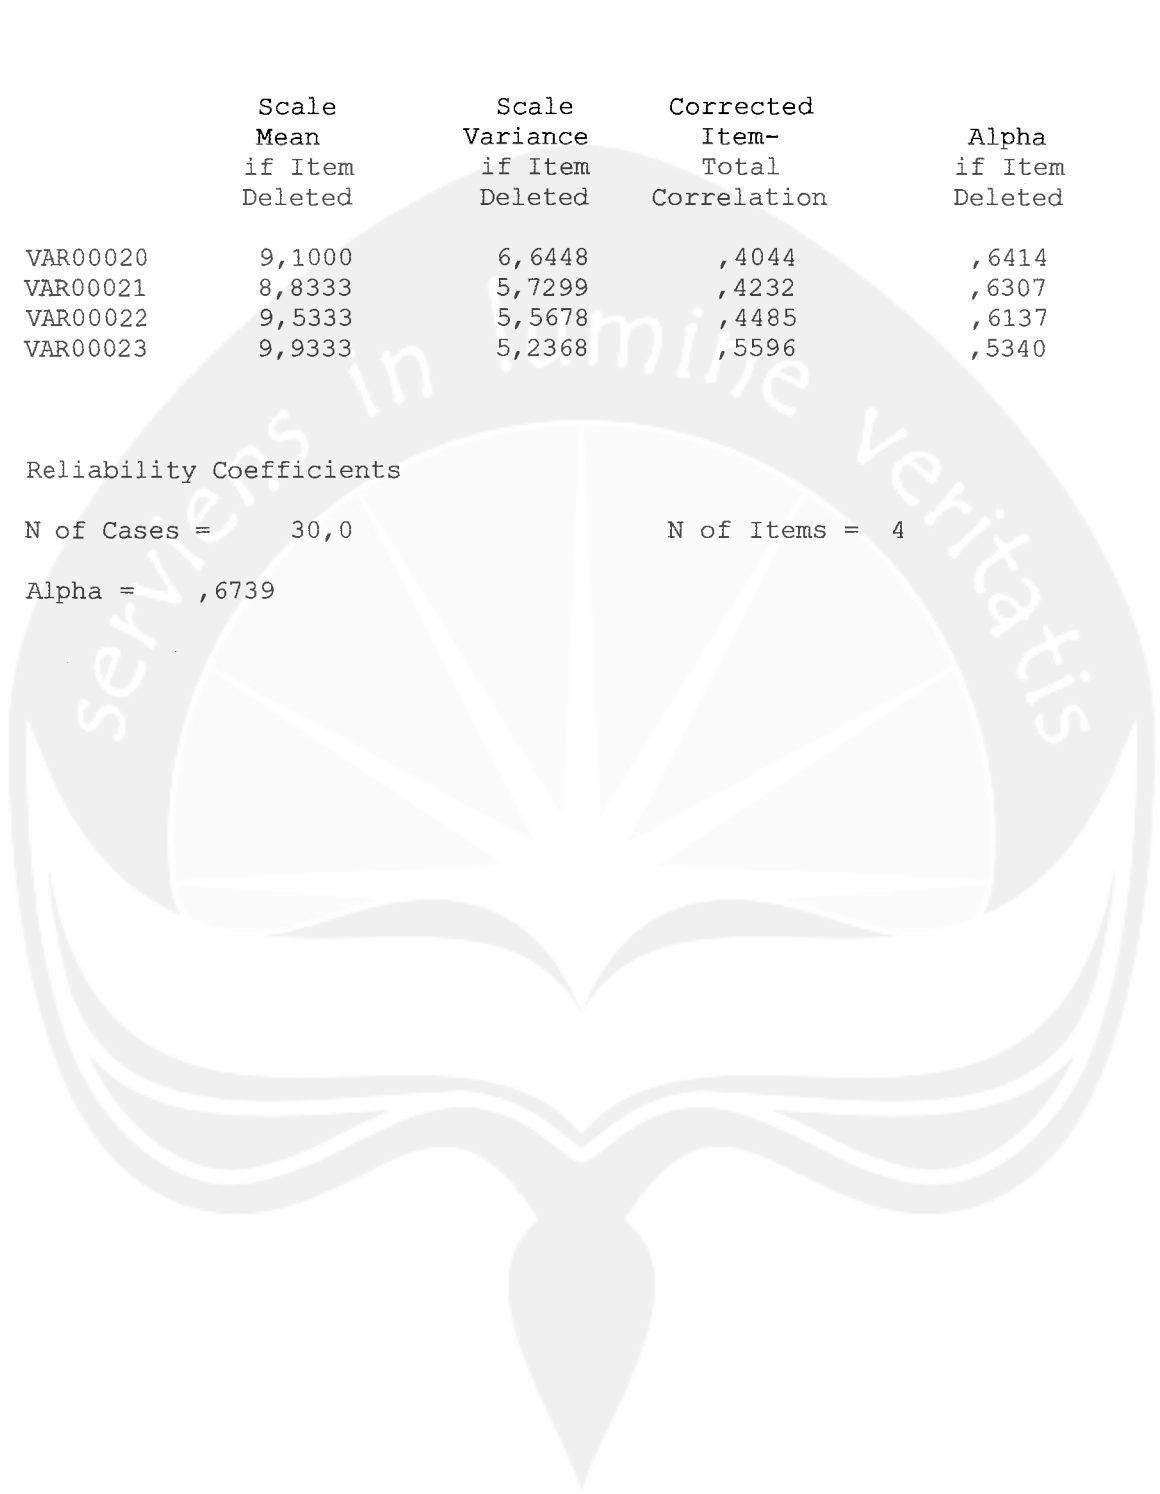 Scale Scale Corrected
Mean Variance Item- Alpha
if Item if Item Total if Item
Deleted Deleted Correlation Deleted
VAR00020 9,1000 6,6448 ,4044 ,6414
VAR00021 8,8333 5,7299 ,4232 ,6307
VAR00022 9,5333 5,5678 ,4485 ,6137
VAR00023 9,9333 5,2368 ,5596 ,5340
Reliability Coefficients
N of Cases = 30,0 N of Items = 4
Alpha = ,6739
serviens in lumine veritatis